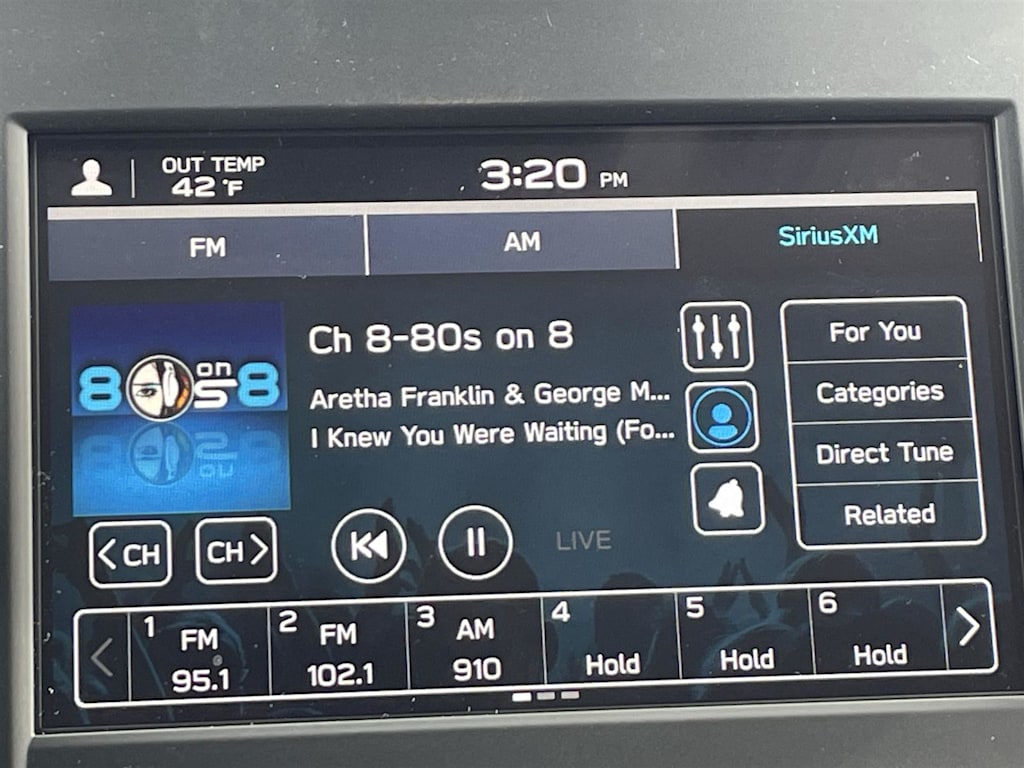 OUT TEMP
42°F
3:20 PM
FM
AM
SiriusXM
80s on 8
Ch 8-80s on 8
Aretha Franklin & George M...
I Knew You Were Waiting (Fo...
For You
Categories
Direct Tune
Related
CH
CH
LIVE
1
FM
95.1
2
FM
102.1
3
AM
910
4
Hold
5
Hold
6
Hold